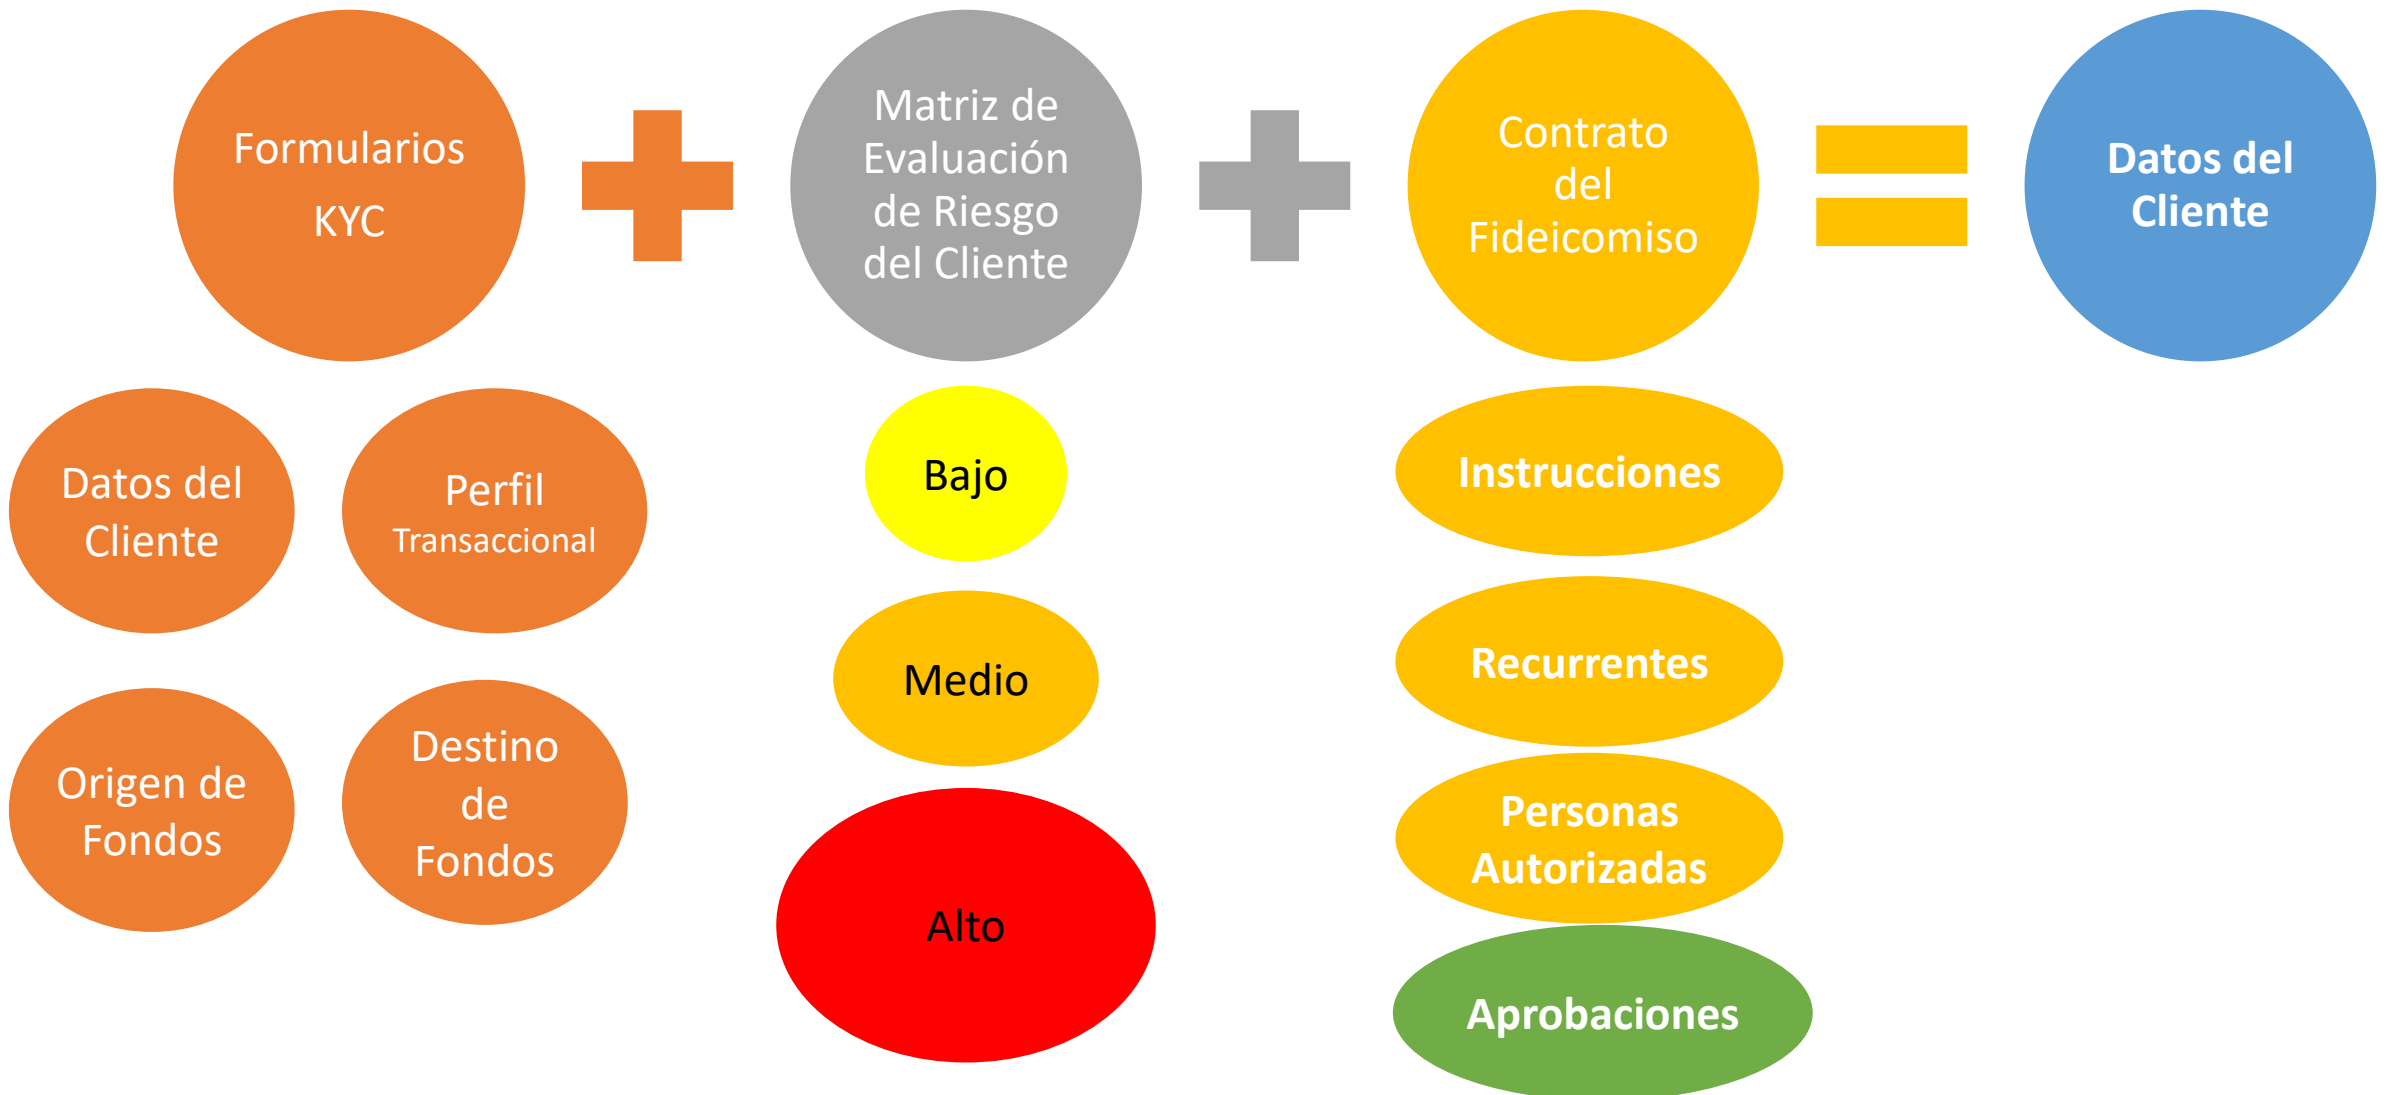 Formularios
KYC
Matriz de
Evaluación
de Riesgo
del Cliente
Contrato
del
Fideicomiso
Datos del
Cliente
Datos del
Cliente
Perfil
Transaccional
Origen de
Fondos
Destino
de
Fondos
Bajo
Medio
Alto
Instrucciones
Recurrentes
Personas
Autorizadas
Aprobaciones